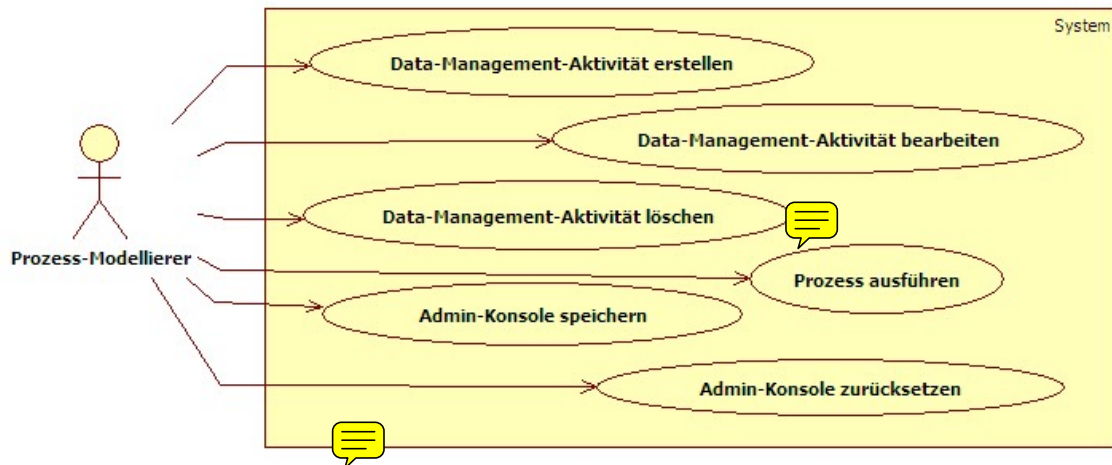 System
Data-Management-Aktivität erstellen
Data-Management-Aktivität bearbeiten
Data-Management-Aktivität löschen
Prozess-Modellierer
Prozess ausführen
Admin-Konsole speichern
Admin-Konsole zurücksetzen